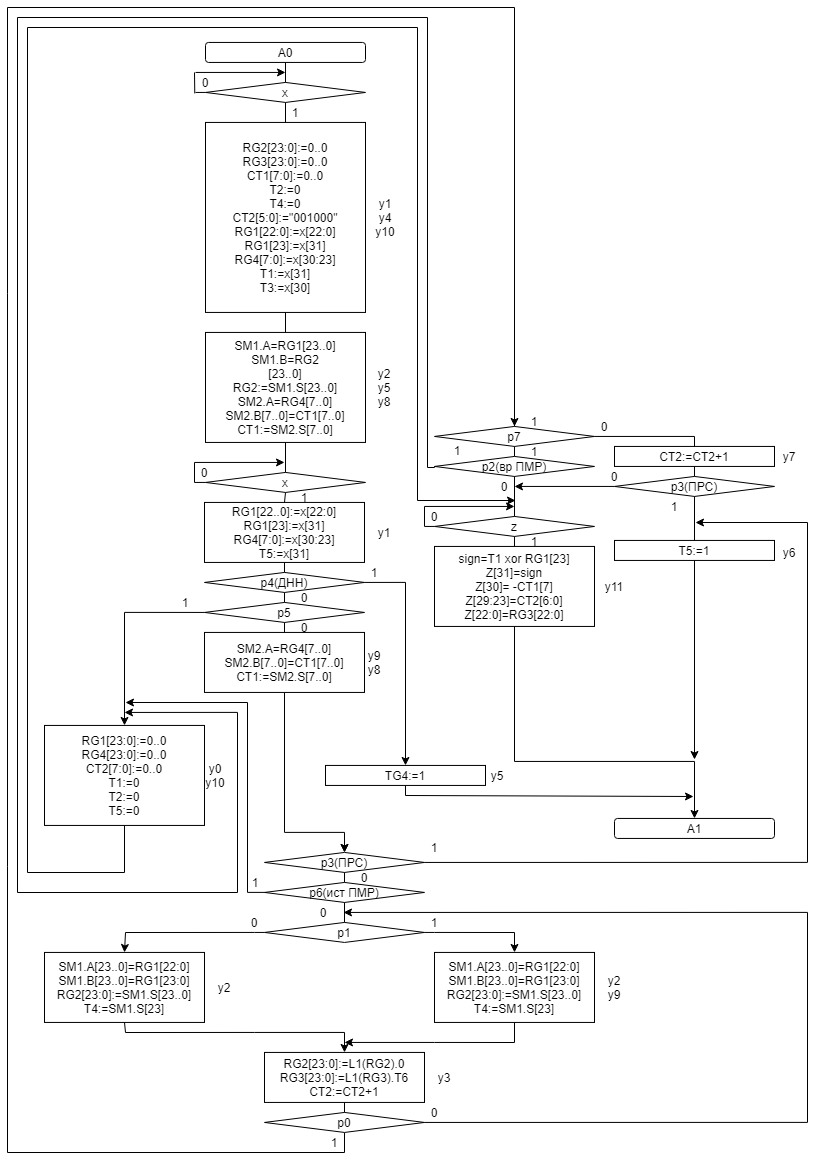 A0
0
x
1
RG2[23:0]:=0..0
RG3[23:0]:=0..0
CT1[7:0]:=0..0
T2:=0
T4:=0
CT2[5:0]:="001000"
RG1[22:0]:=x[22:0]
RG1[23]:=x[31]
RG4[7:0]:=x[30:23]
T1:=x[31]
T3:=x[30]
y1
y4
y10
SM1.A=RG1[23..0]
SM1.B=RG2
[23..0]
RG2:=SM1.S[23..0]
SM2.A=RG4[7..0]
SM2.B[7..0]=CT1[7..0]
CT1:=SM2.S[7..0]
y2
y5
y8
0
x
1
RG1[22..0]:=x[22:0]
RG1[23]:=x[31]
RG4[7:0]:=x[30:23]
T5:=x[31]
y1
p4(ДНН)
1
0
1
p5
0
SM2.A=RG4[7..0]
SM2.B[7..0]=CT1[7..0]
CT1:=SM2.S[7..0]
y9
y8
RG1[23:0]:=0..0
RG4[23:0]:=0..0
CT2[7:0]:=0..0
T1:=0
T2:=0
T5:=0
y0
y10
TG4:=1
y5
1
p7
0
1
1
p2(вр ПМР)
0
CT2:=CT2+1
y7
0
p3(ПРС)
1
T5:=1
y6
0
z
1
sign=T1 xor RG1[23]
Z[31]=sign
Z[30]= -CT1[7]
Z[29:23]=CT2[6:0]
Z[22:0]=RG3[22:0]
y11
A1
p3(ПРС)
1
0
1
p6(ист ПМР)
0
0
p1
1
SM1.A[23..0]=RG1[22:0]
SM1.B[23..0]=RG1[23:0]
RG2[23:0]:=SM1.S[23..0]
T4:=SM1.S[23]
y2
SM1.A[23..0]=RG1[22:0]
SM1.B[23..0]=RG1[23:0]
RG2[23:0]:=SM1.S[23..0]
T4:=SM1.S[23]
y2
y9
RG2[23:0]:=L1(RG2).0
RG3[23:0]:=L1(RG3).T6
CT2:=CT2+1
y3
p0
0
1